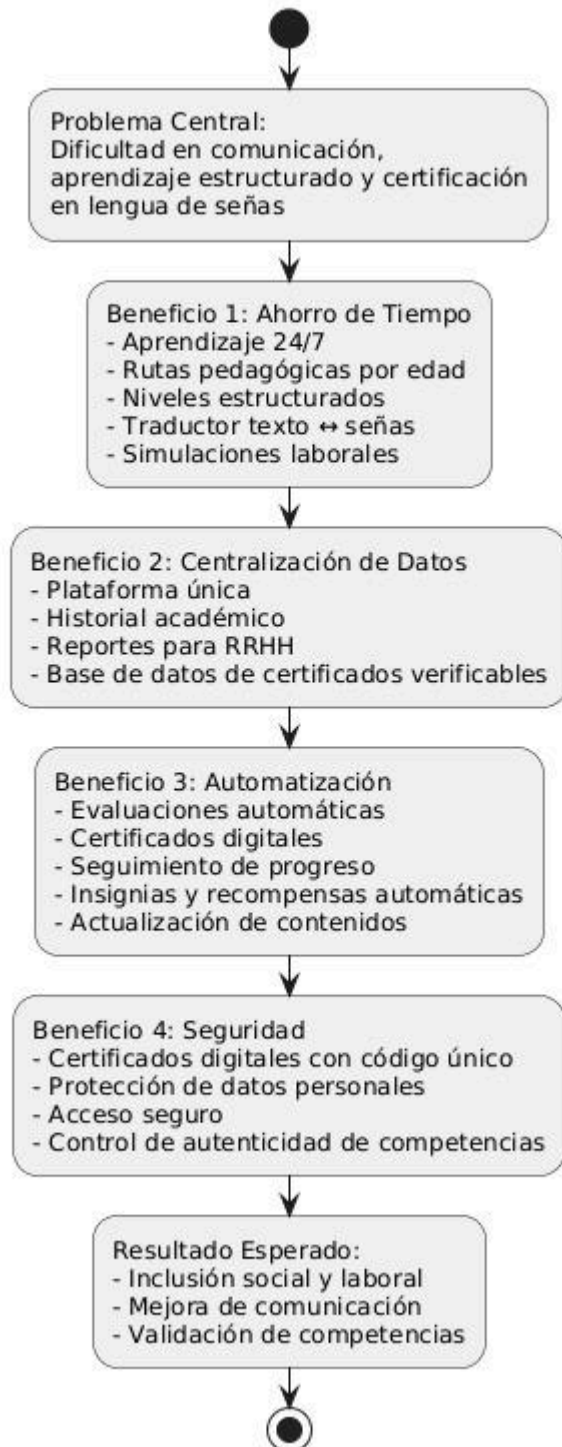 Problema Central:
Dificultad en comunicación,
aprendizaje estructurado y certificación
en lengua de señas
Beneficio 1: Ahorro de Tiempo
- Aprendizaje 24/7
- Rutas pedagógicas por edad
- Niveles estructurados
- Traductor texto ↔ señas
- Simulaciones laborales
Beneficio 2: Centralización de Datos
- Plataforma única
- Historial académico
- Reportes para RRHH
- Base de datos de certificados verificables
Beneficio 3: Automatización
- Evaluaciones automáticas
- Certificados digitales
- Seguimiento de progreso
- Insignias y recompensas automáticas
- Actualización de contenidos
Beneficio 4: Seguridad
- Certificados digitales con código único
- Protección de datos personales
- Acceso seguro
- Control de autenticidad de competencias
Resultado Esperado:
- Inclusión social y laboral
- Mejora de comunicación
- Validación de competencias